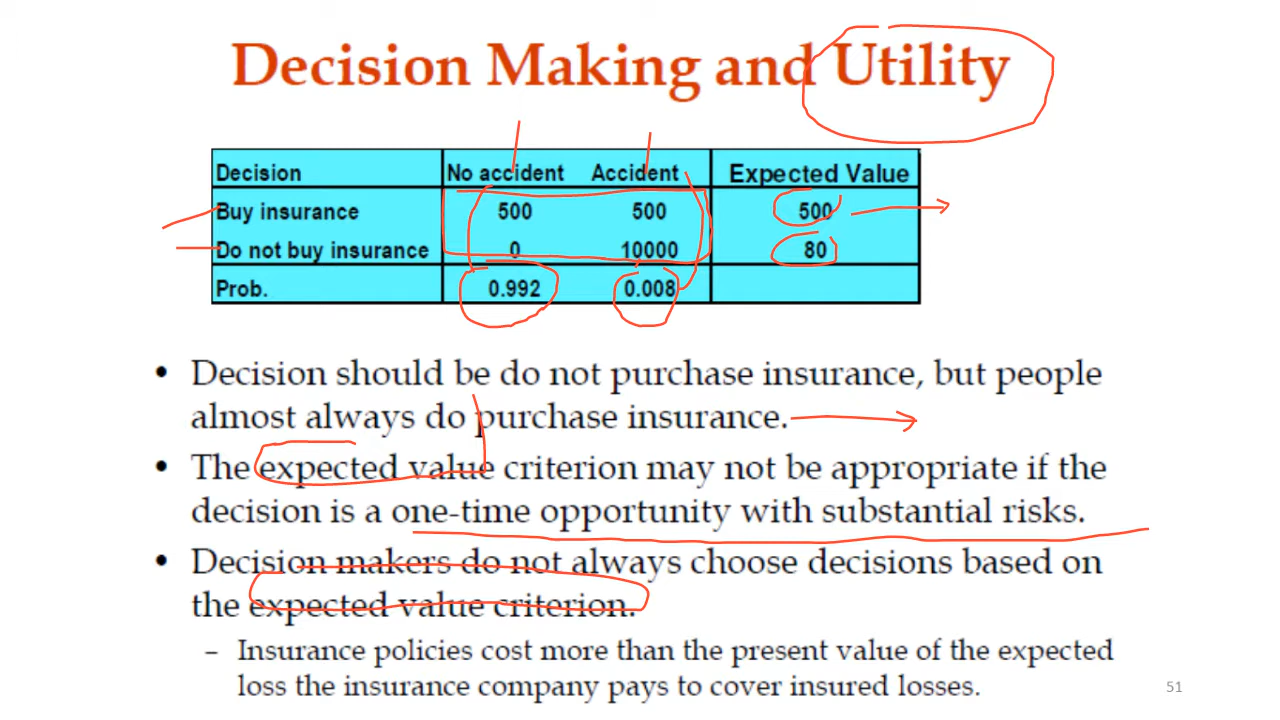 Decision Making and Utility
Decision No accident Accident Expected Value
Buy insurance 500 500 500
Do not buy insurance 0 10000 80
Prob. 0.992 0.008
• Decision should be do not purchase insurance, but people
almost always do purchase insurance.
• The expected value criterion may not be appropriate if the
decision is a one-time opportunity with substantial risks.
• Decision makers do not always choose decisions based on
the expected value criterion.
– Insurance policies cost more than the present value of the expected
loss the insurance company pays to cover insured losses.
51